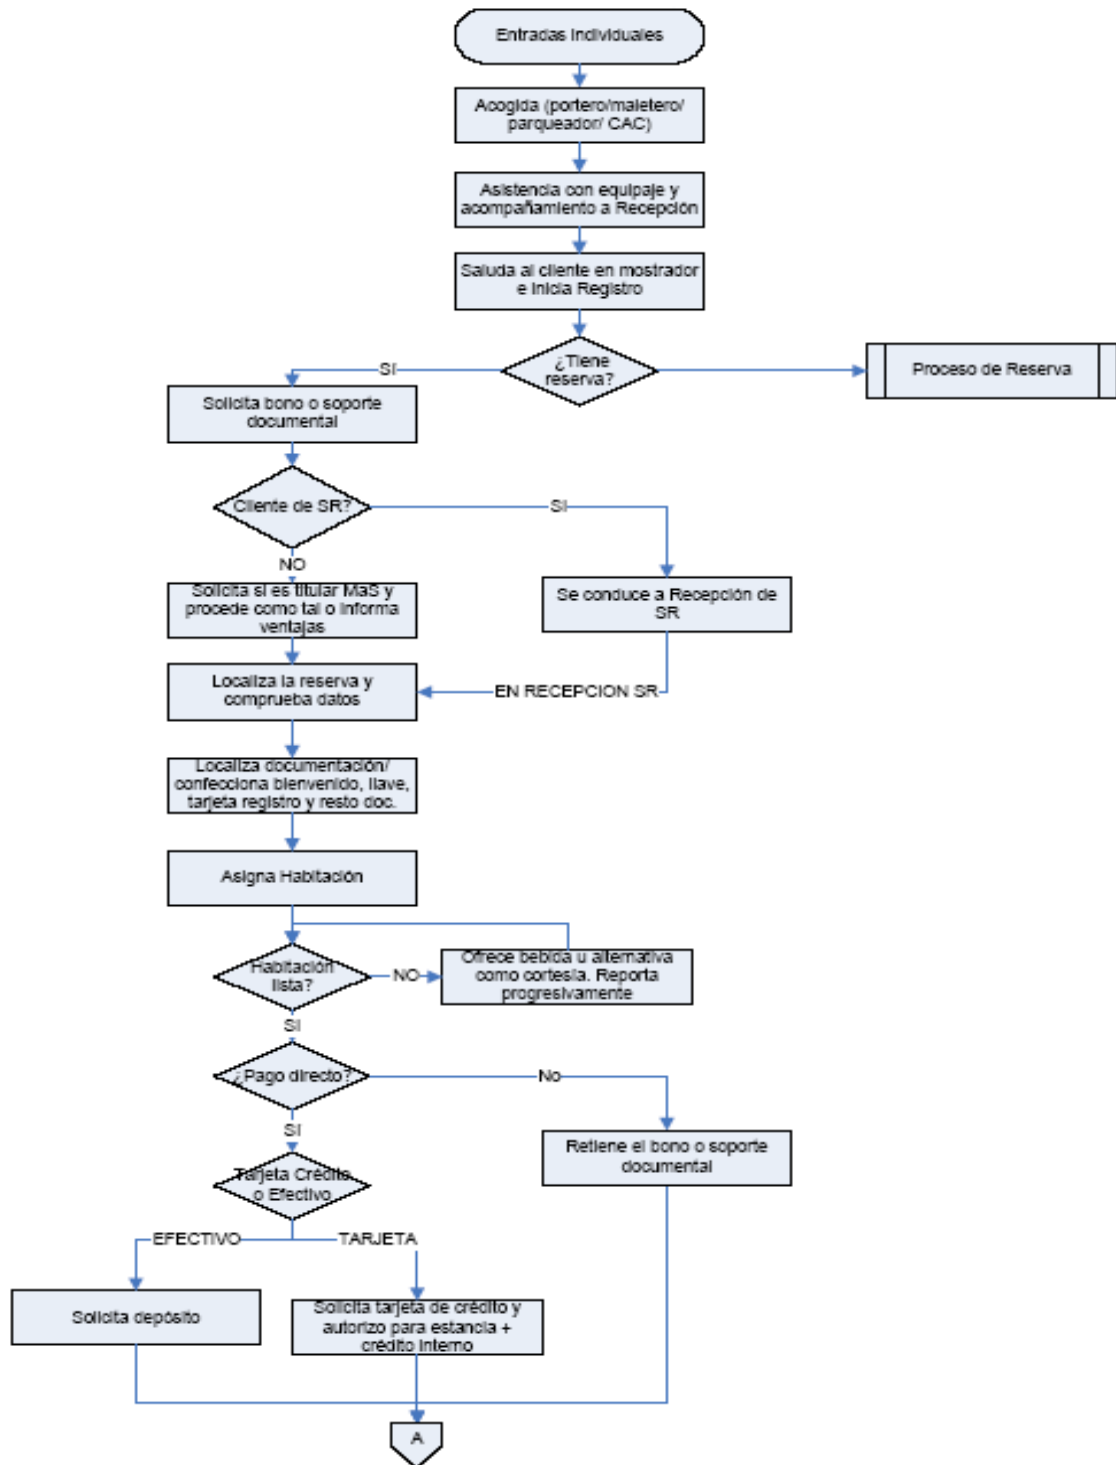 Entradas Individuales
Acogida (portero/maletero/
parqueador/ CAC)
Asistencia con equipaje y
acompañamiento a Recepción
Saluda al cliente en mostrador
e inicia Registro
¿Tiene
reserva?
SI
Proceso de Reserva
Solicita bono o soporte
documental
Cliente de SR?
SI
NO
Solicita si es titular MaS y
procede como tal o informa
ventajas
Se conduce a Recepción de
SR
Localiza la reserva y
comprueba datos
EN RECEPCION SR
Localiza documentación/
confecciona bienvenido, llave,
tarjeta registro y resto doc.
Asigna Habitación
Habitación
lista?
NO
Ofrece bebida u alternativa
como cortesía. Reporta
progresivamente
SI
¿Pago directo?
No
SI
Retiene el bono o soporte
documental
Tarjeta Crédito
o Efectivo
EFECTIVO
TARJETA
Solicita depósito
Solicita tarjeta de crédito y
autorizo para estancia +
crédito interno
A